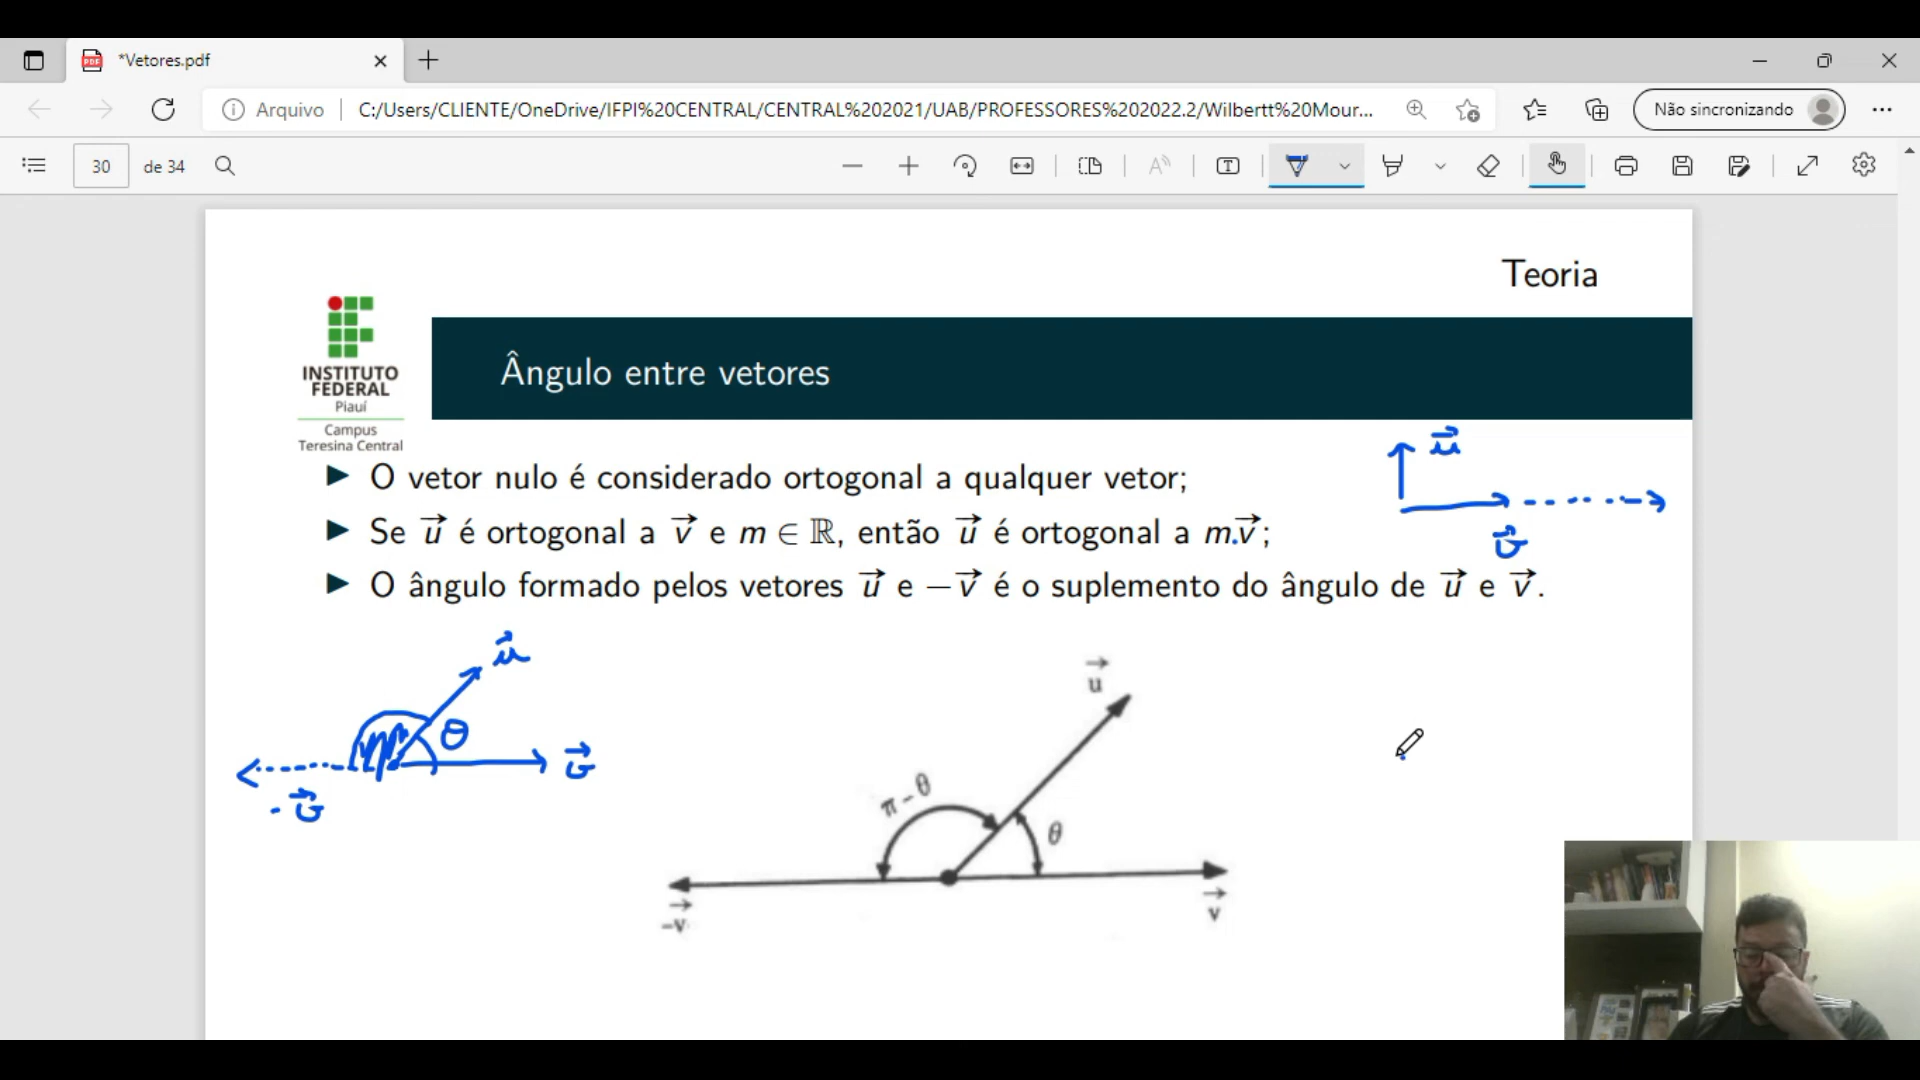 *Vetores.pdf
Arquivo
C:/Users/CLIENTE/OneDrive/IFPI%20CENTRAL/CENTRAL%202021/UAB/PROFESSORES%202022.2/Wilbertt%20Mour...
Não sincronizando
30 de 34
Teoria
INSTITUTO
FEDERAL
Piauí
Campus
Teresina Central
Ângulo entre vetores
▶ O vetor nulo é considerado ortogonal a qualquer vetor;
▶ Se u⃗ é ortogonal a v⃗ e m ∈ ℝ, então u⃗ é ortogonal a m.v⃗;
▶ O ângulo formado pelos vetores u⃗ e −v⃗ é o suplemento do ângulo de u⃗ e v⃗.
u⃗
v⃗
u⃗
θ
v⃗
-v⃗
u⃗
π-θ
θ
-v⃗
v⃗